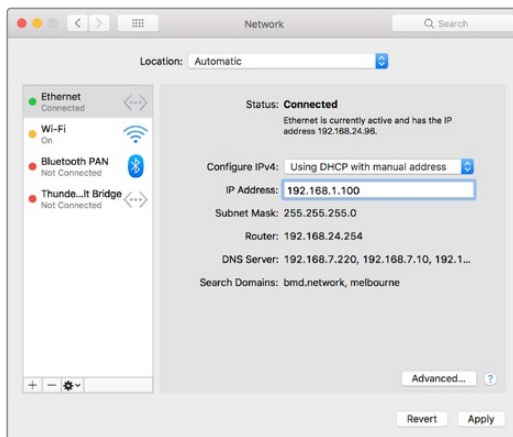 Network
Search
Location: Automatic
Ethernet
Connected
Wi-Fi
On
Bluetooth PAN
Not Connected
Thunde...lt Bridge
Not Connected
Status: Connected
Ethernet is currently active and has the IP
address 192.168.24.96.
Configure IPv4: Using DHCP with manual address
IP Address: 192.168.1.100
Subnet Mask: 255.255.255.0
Router: 192.168.24.254
DNS Server: 192.168.7.220, 192.168.7.10, 192.1...
Search Domains: bmd.network, melbourne
Advanced... ?
Revert Apply